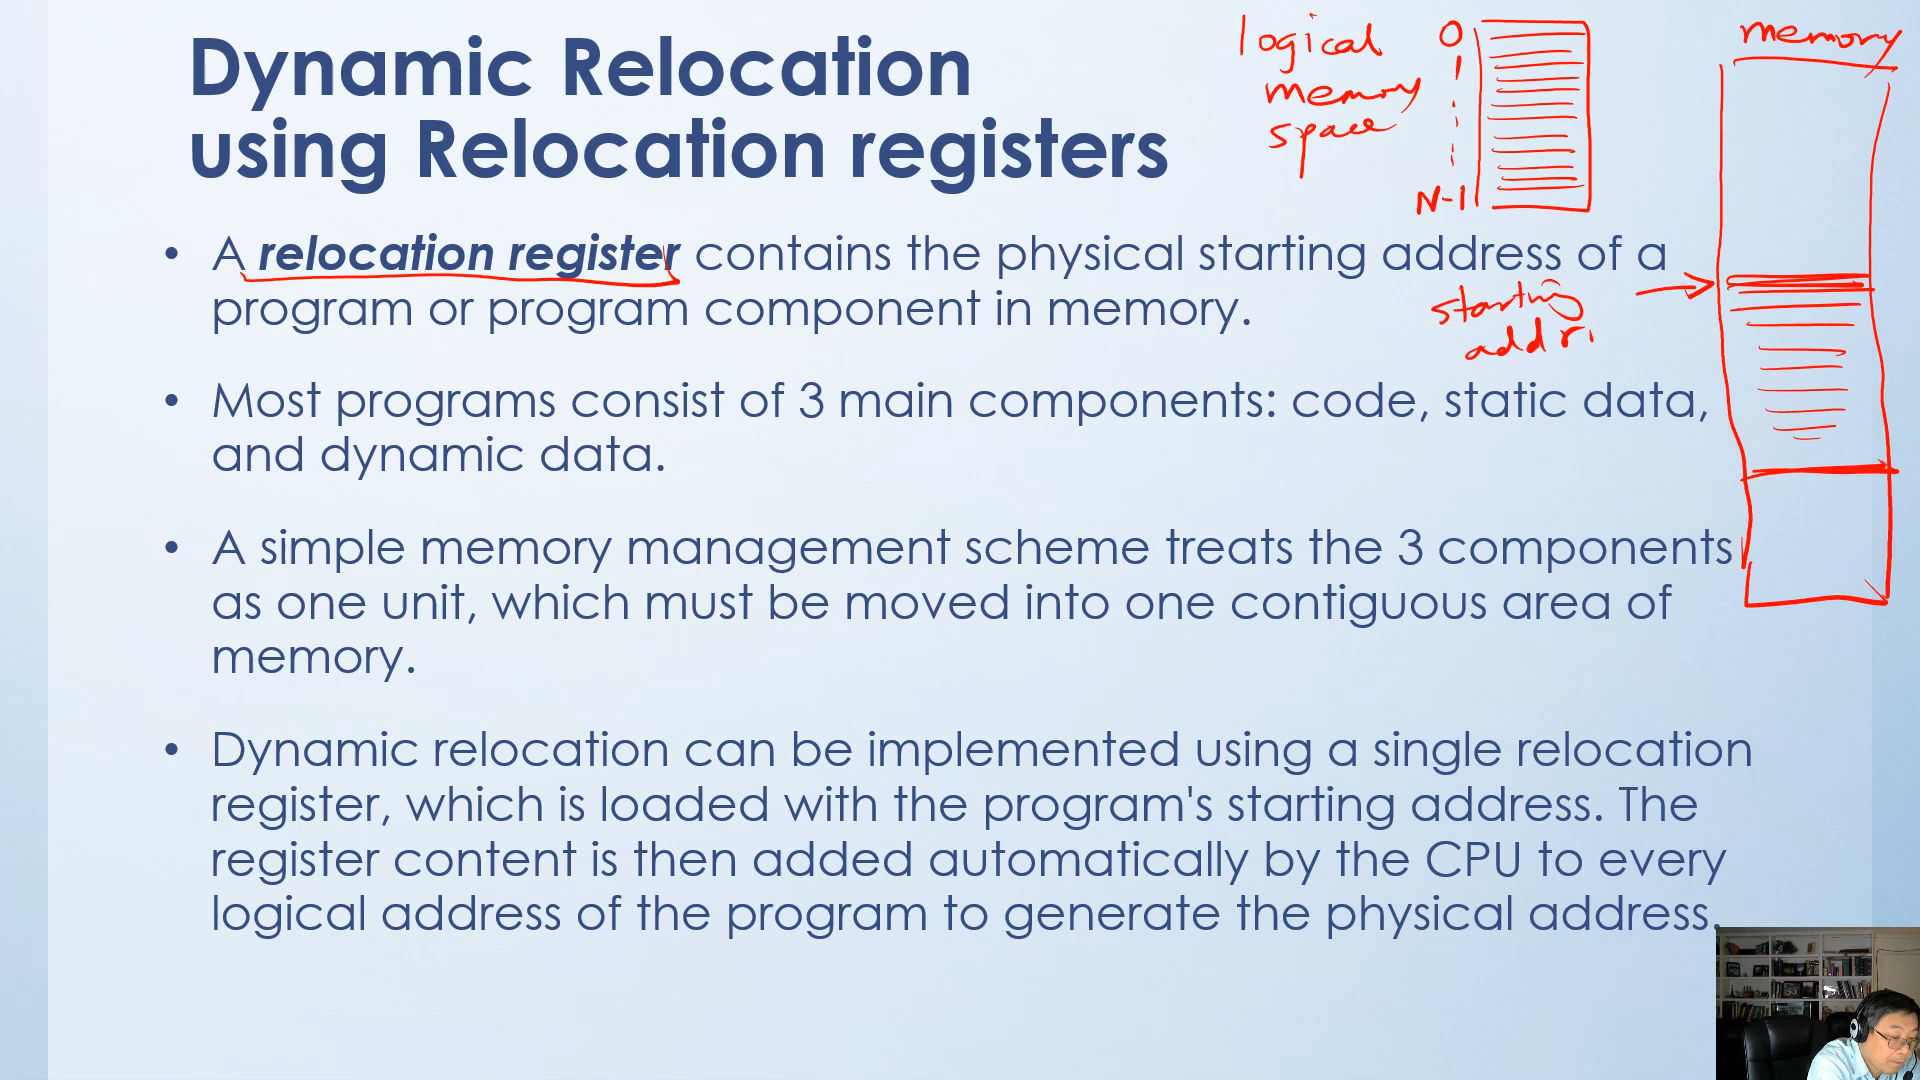 Dynamic Relocation
using Relocation registers
logical
memory
space
0
1
N-1
memory
• A relocation register contains the physical starting address of a
program or program component in memory.
starting
addr.
• Most programs consist of 3 main components: code, static data,
and dynamic data.
• A simple memory management scheme treats the 3 components
as one unit, which must be moved into one contiguous area of
memory.
• Dynamic relocation can be implemented using a single relocation
register, which is loaded with the program's starting address. The
register content is then added automatically by the CPU to every
logical address of the program to generate the physical address.